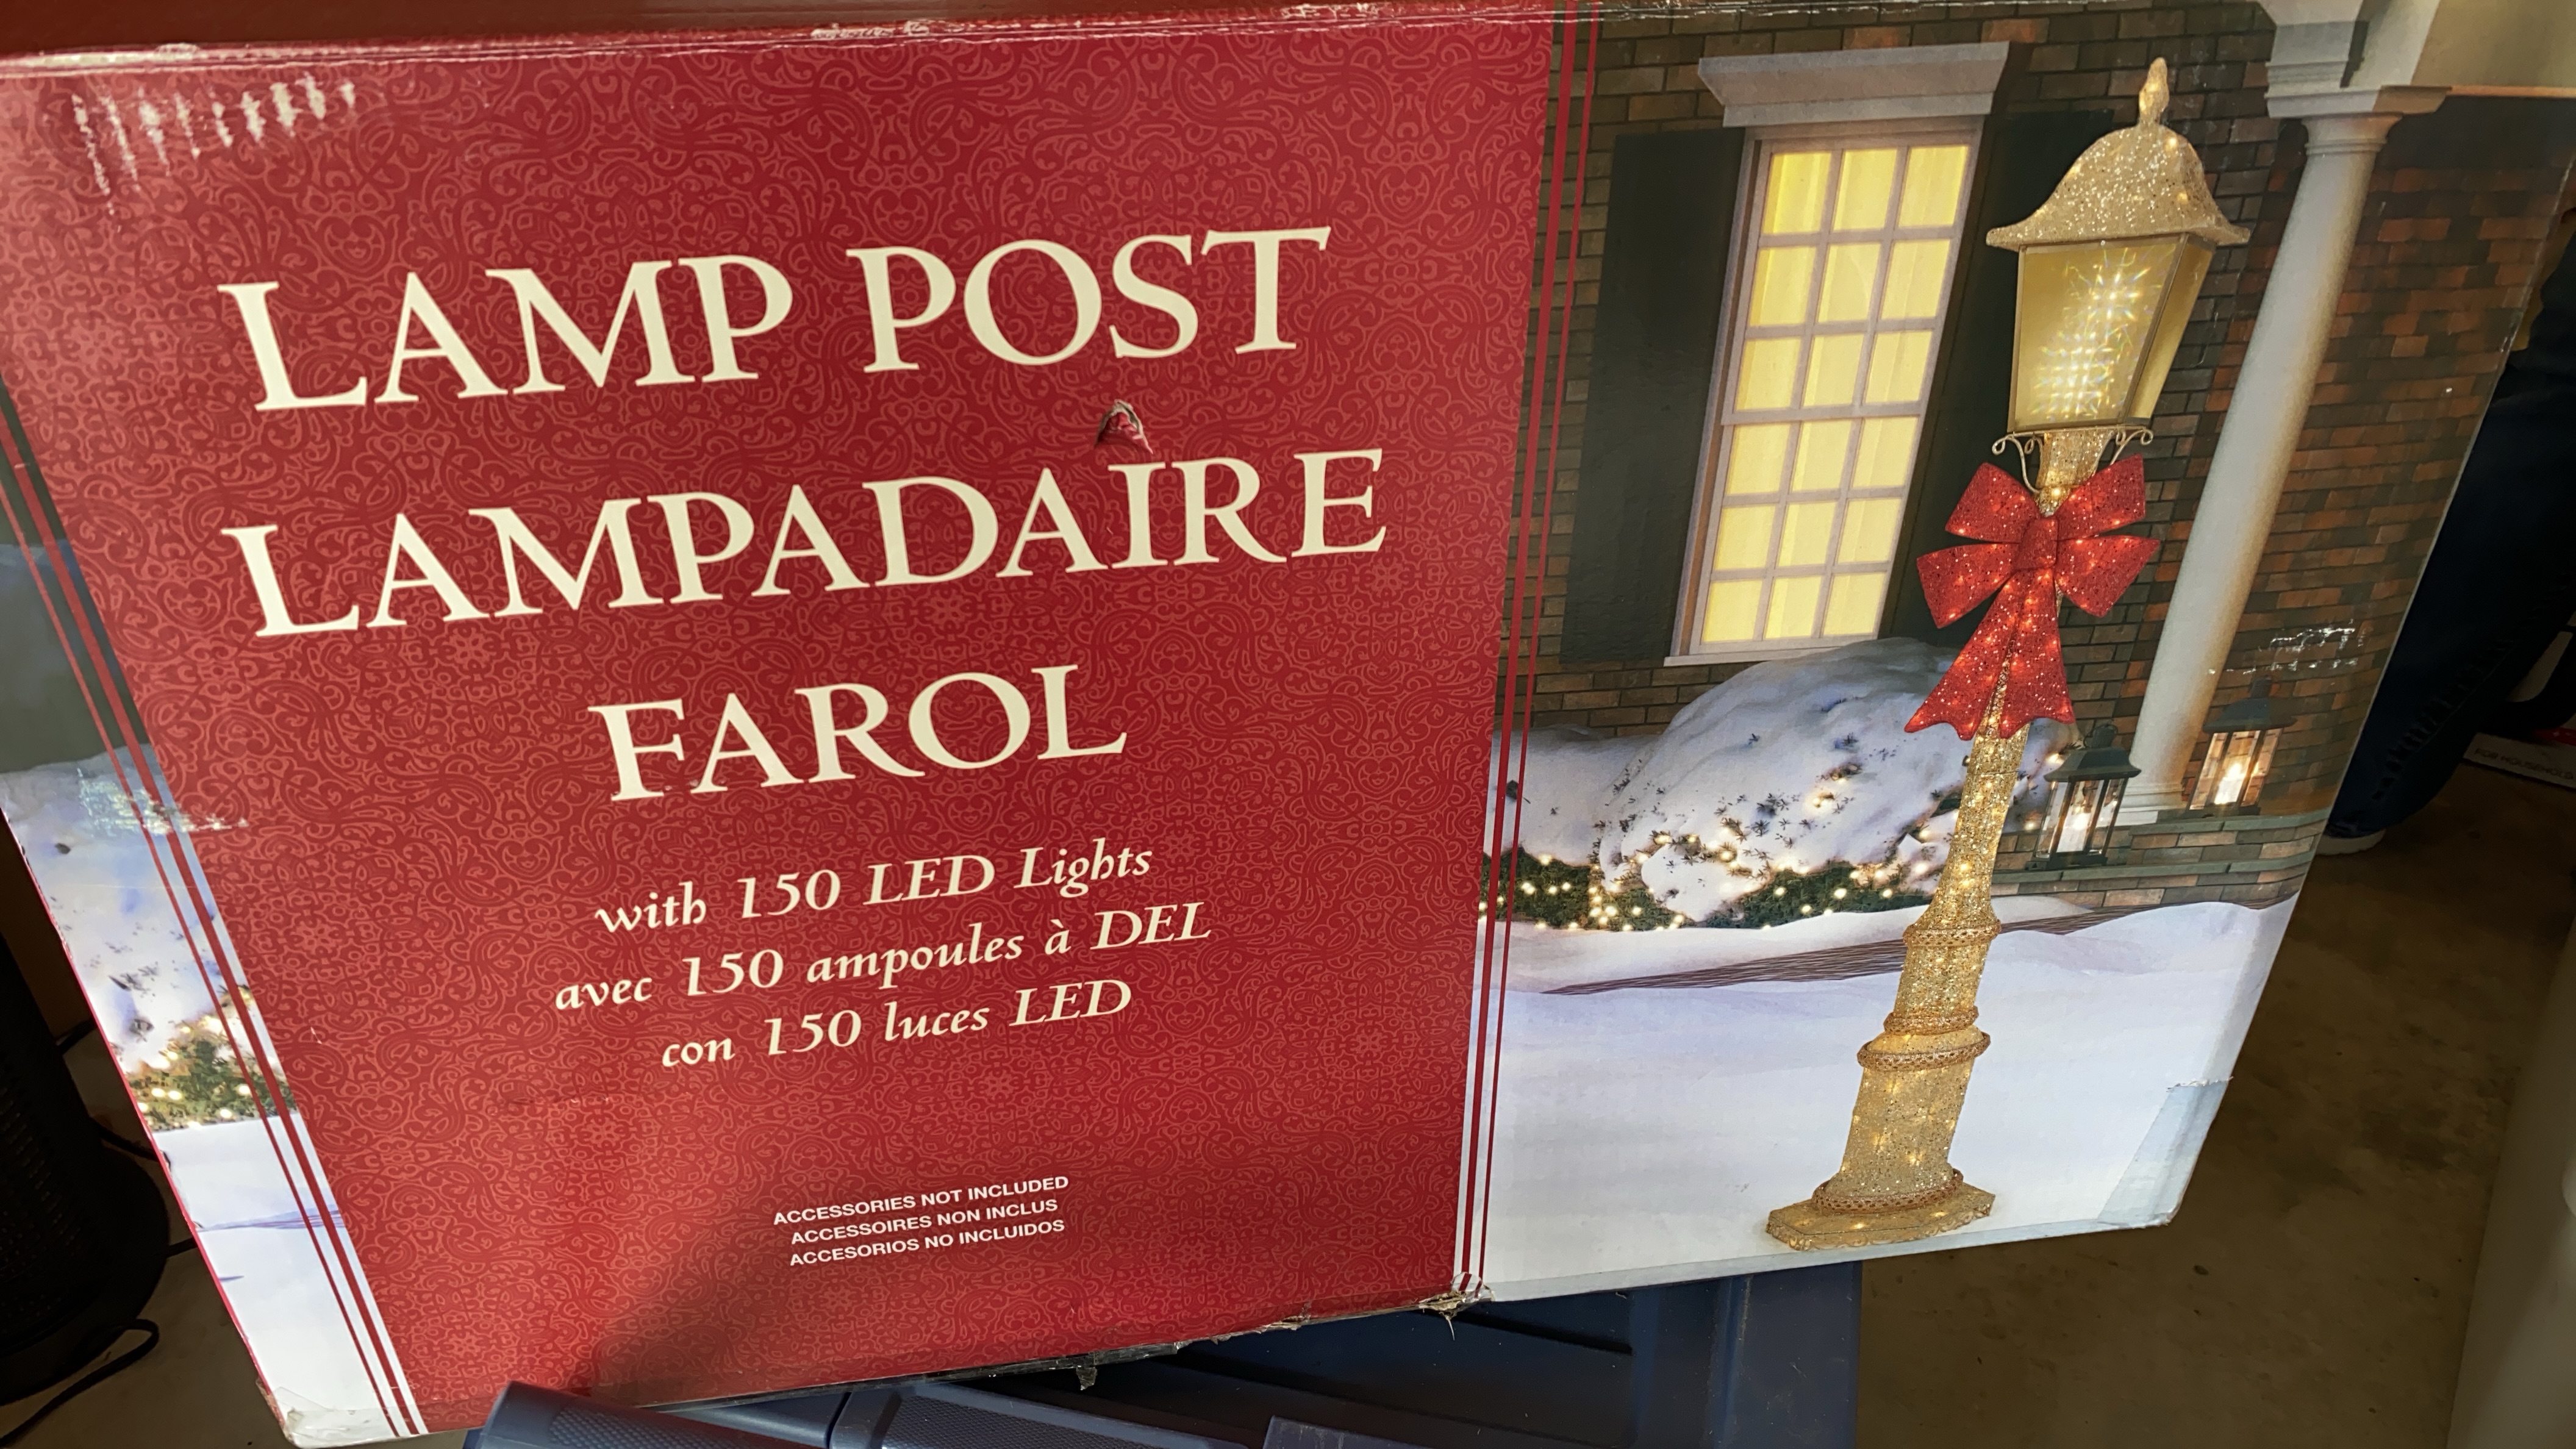 LAMP POST
LAMPADAIRE
FAROL
with 150 LED Lights
avec 150 ampoules à DEL
con 150 luces LED
ACCESSORIES NOT INCLUDED
ACCESSOIRES NON INCLUS
ACCESORIOS NO INCLUIDOS